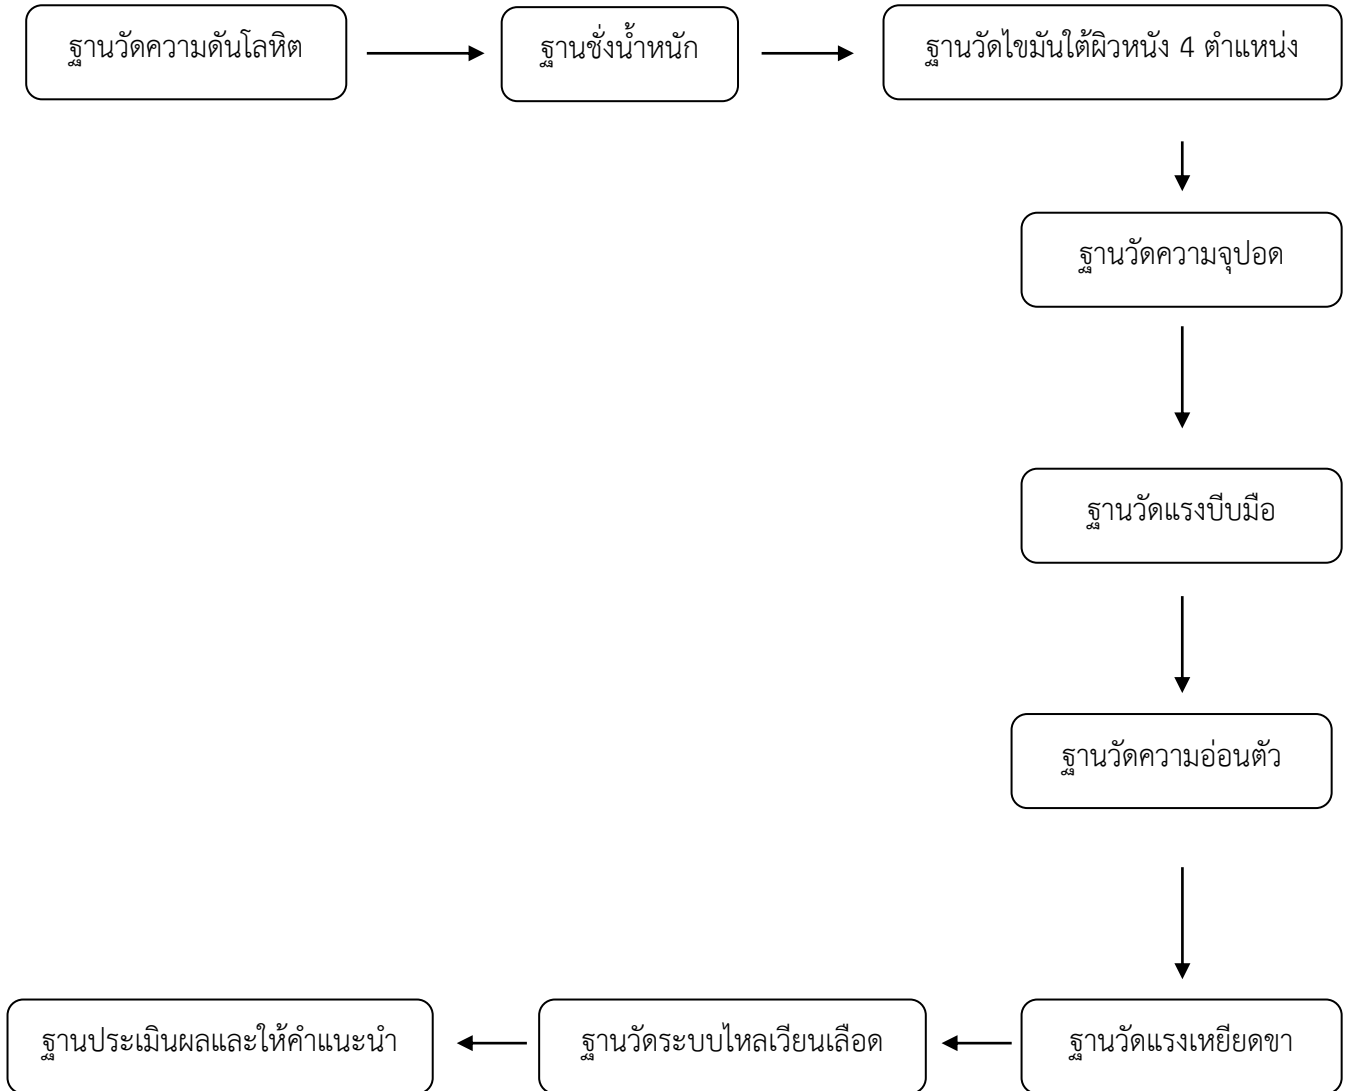 ฐานวัดความดันโลหิต
ฐานชั่งน้ำหนัก
ฐานวัดไขมันใต้ผิวหนัง 4 ตำแหน่ง
ฐานวัดความจุปอด
ฐานวัดแรงบีบมือ
ฐานวัดความอ่อนตัว
ฐานวัดแรงเหยียดขา
ฐานวัดระบบไหลเวียนเลือด
ฐานประเมินผลและให้คำแนะนำ